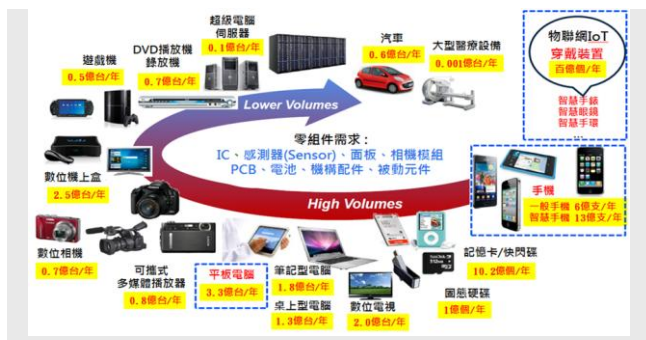 超級電腦
伺服器
0.1億台/年
DVD播放機
錄放機
0.7億台/年
遊戲機
0.5億台/年
汽車
0.6億台/年
大型醫療設備
0.001億台/年
物聯網IoT
穿戴裝置
百億個/年
智慧手錶
智慧眼鏡
智慧手環
...
Lower Volumes
零組件需求：
IC、感測器(Sensor)、面板、相機模組
PCB、電池、機構配件、被動元件
High Volumes
數位機上盒
2.5億台/年
手機
一般手機 6億支/年
智慧手機 13億支/年
數位相機
0.7億台/年
可攜式
多媒體播放器
0.8億台/年
平板電腦
3.3億台/年
筆記型電腦
1.8億台/年
桌上型電腦
1.3億台/年
數位電視
2.0億台/年
記憶卡/快閃碟
10.2億個/年
固態硬碟
1億個/年